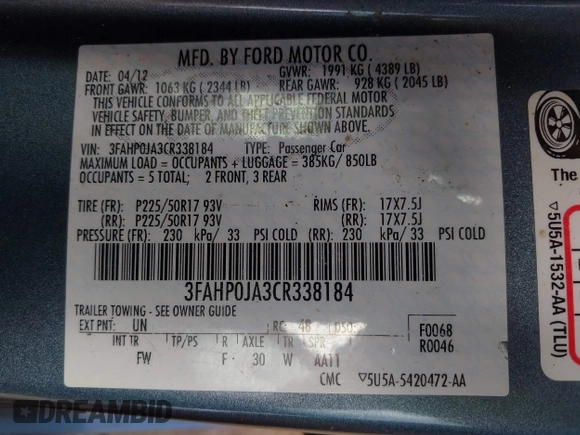 MFD. BY FORD MOTOR CO.
DATE: 04/12 GVWR: 1991 KG ( 4389 LB)
FRONT GAWR: 1063 KG ( 2344 LB) REAR GAWR: 928 KG ( 2045 LB)
THIS VEHICLE CONFORMS TO ALL APPLICABLE FEDERAL MOTOR
VEHICLE SAFETY, BUMPER, AND THEFT PREVENTION STANDARDS
IN EFFECT ON THE DATE OF MANUFACTURE SHOWN ABOVE.
VIN: 3FAHP0JA3CR338184 TYPE: Passenger Car
MAXIMUM LOAD = OCCUPANTS + LUGGAGE = 385KG/ 850LB
OCCUPANTS = 5 TOTAL; 2 FRONT, 3 REAR
TIRE (FR): P225/50R17 93V RIMS (FR): 17X7.5J
(RR): P225/50R17 93V (RR): 17X7.5J
PRESSURE (FR): 230 kPa/ 33 PSI COLD (RR): 230 kPa/ 33 PSI COLD
3FAHP0JA3CR338184
TRAILER TOWING - SEE OWNER GUIDE
EXT PNT: UN RC: 48 DSO: F0068
INT TR TP/PS R AXLE TR SPR R0046
FW F 30 W AA11
CMC ▽5U5A-5420472-AA
The
▽5U5A-1532-AA (TLU)
DREAMBID